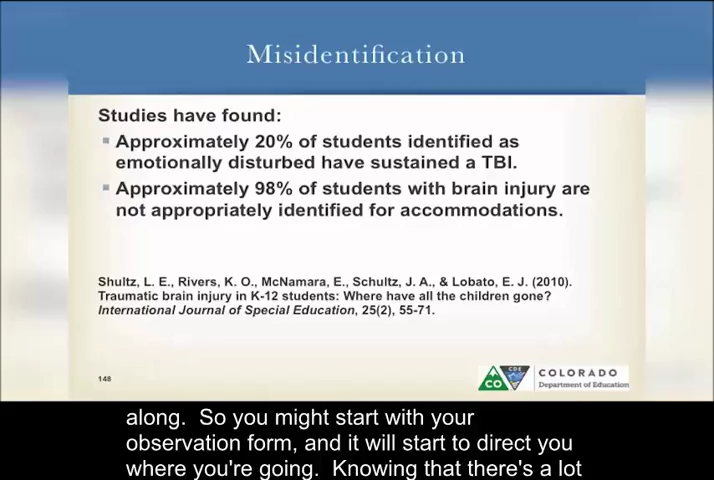 Misidentification
Studies have found:
Approximately 20% of students identified as
emotionally disturbed have sustained a TBI.
Approximately 98% of students with brain injury are
not appropriately identified for accommodations.
Shultz, L. E., Rivers, K. O., McNamara, E., Schultz, J. A., & Lobato, E. J. (2010).
Traumatic brain injury in K-12 students: Where have all the children gone?
International Journal of Special Education, 25(2), 55-71.
148
CO
CDE
COLORADO
Department of Education
along.  So you might start with your
observation form, and it will start to direct you
where you're going.  Knowing that there's a lot